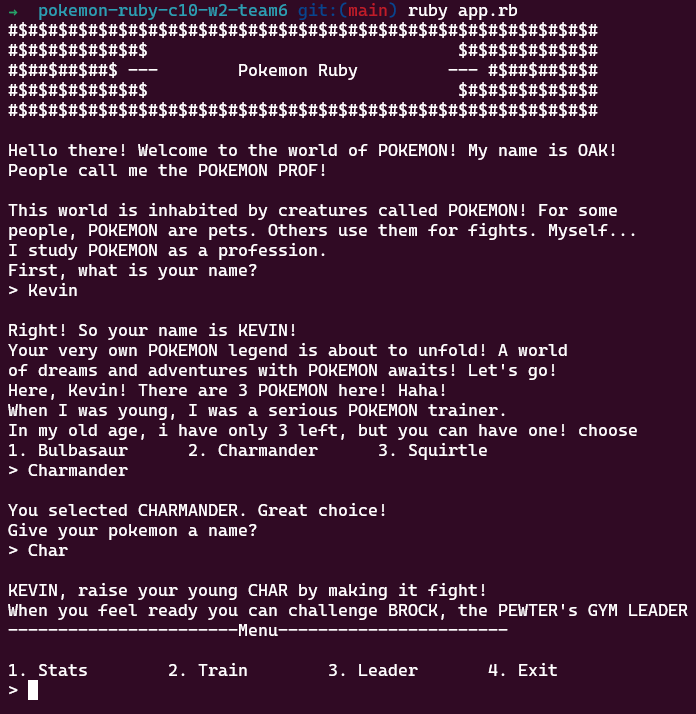 → pokemon-ruby-c10-w2-team6 git:(main) ruby app.rb
#$#$#$#$#$#$#$#$#$#$#$#$#$#$#$#$#$#$#$#$#$#$#$#$#$#$#$#$#$#
#$#$#$#$#$#$#$                               $#$#$#$#$#$#$#
#$##$##$##$ ---        Pokemon Ruby         --- #$##$##$#$#
#$#$#$#$#$#$#$                               $#$#$#$#$#$#$#
#$#$#$#$#$#$#$#$#$#$#$#$#$#$#$#$#$#$#$#$#$#$#$#$#$#$#$#$#$#
Hello there! Welcome to the world of POKEMON! My name is OAK!
People call me the POKEMON PROF!
This world is inhabited by creatures called POKEMON! For some
people, POKEMON are pets. Others use them for fights. Myself...
I study POKEMON as a profession.
First, what is your name?
> Kevin
Right! So your name is KEVIN!
Your very own POKEMON legend is about to unfold! A world
of dreams and adventures with POKEMON awaits! Let's go!
Here, Kevin! There are 3 POKEMON here! Haha!
When I was young, I was a serious POKEMON trainer.
In my old age, i have only 3 left, but you can have one! choose
1. Bulbasaur      2. Charmander      3. Squirtle
> Charmander
You selected CHARMANDER. Great choice!
Give your pokemon a name?
> Char
KEVIN, raise your young CHAR by making it fight!
When you feel ready you can challenge BROCK, the PEWTER's GYM LEADER
-----------------------Menu-----------------------
1. Stats        2. Train        3. Leader       4. Exit
>